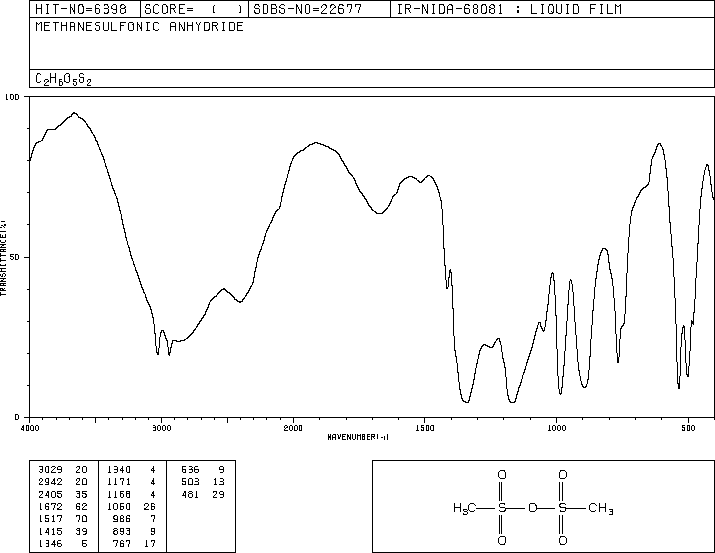 HIT-NO=6398 SCORE= ( ) SDBS-NO=22677 IR-NIDA-68081 : LIQUID FILM
METHANESULFONIC ANHYDRIDE
C2H6O5S2
100
50
0
TRANSMITTANCE(%)
4000 3000 2000 1500 1000 500
WAVENUMBER(-1)
3029 20 1340 4 536 9
2942 20 1171 4 503 13
2405 35 1168 4 481 29
1672 62 1060 26
1517 70 986 7
1415 39 893 9
1346 5 767 17
O O
H3C S O S CH3
O O